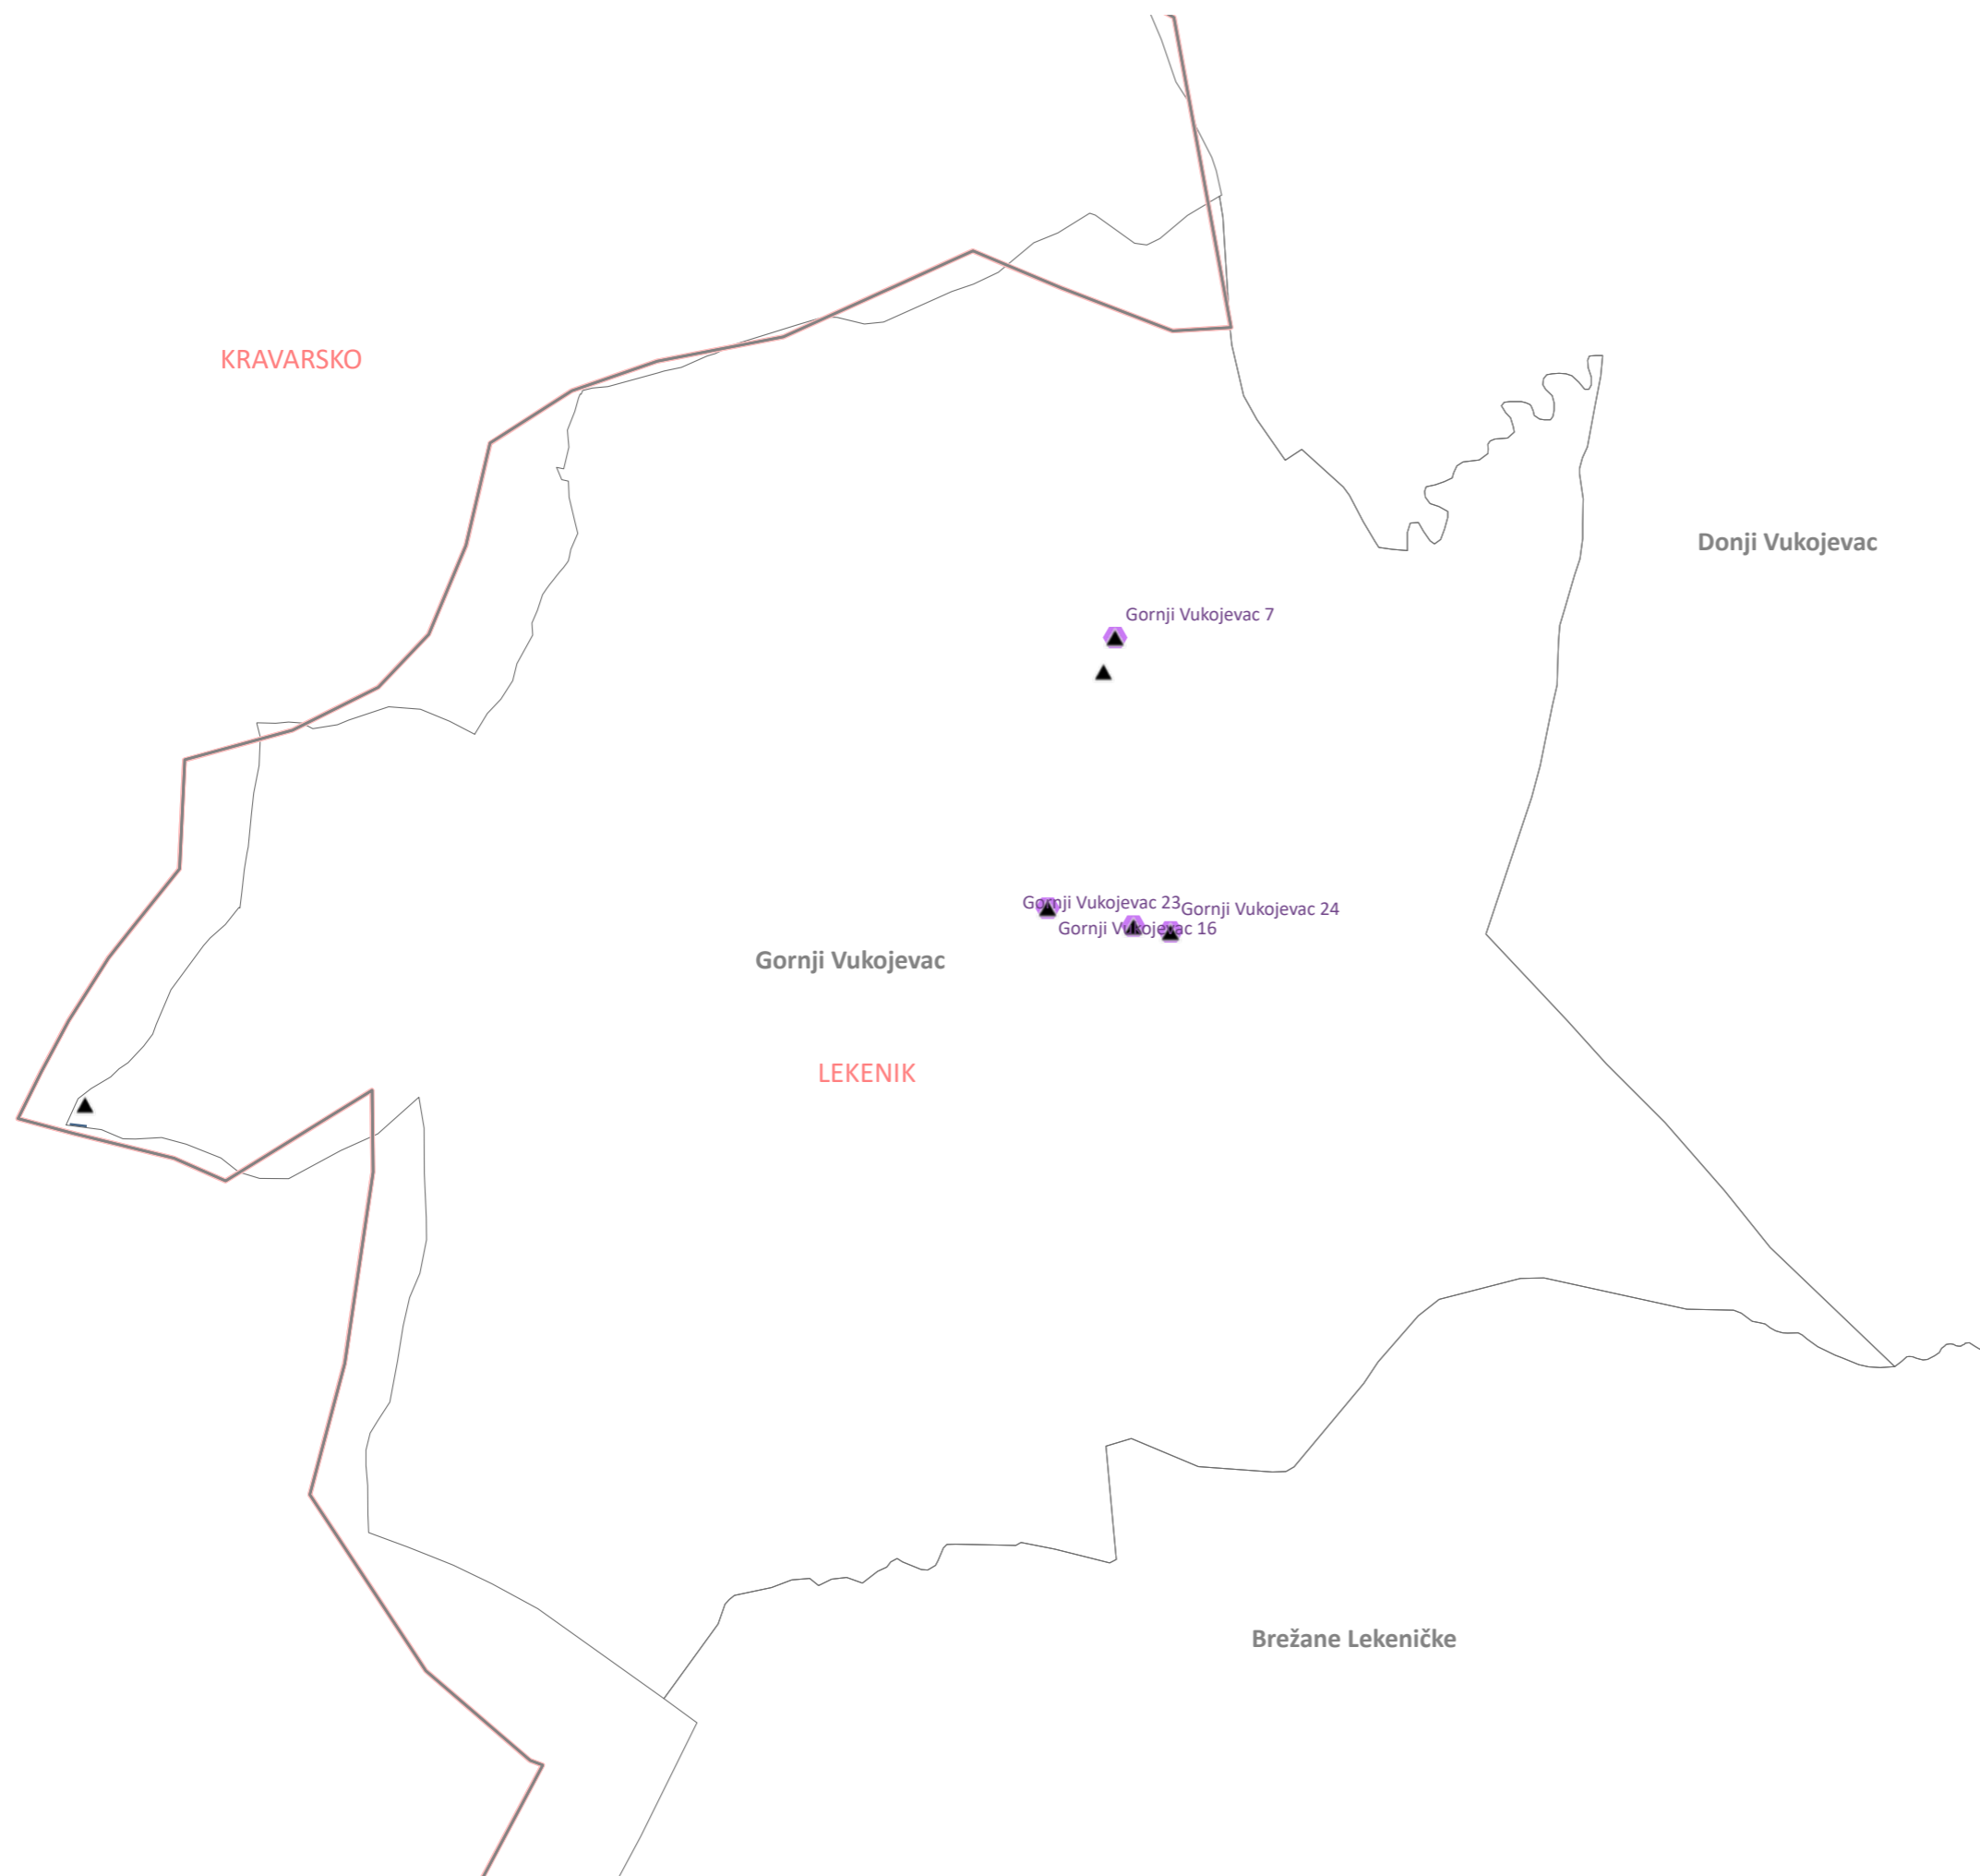 KRAVARSKO
Donji Vukojevac
Gornji Vukojevac 7
Gornji Vukojevac 23
Gornji Vukojevac 24
Gornji Vukojevac 16
Gornji Vukojevac
LEKENIK
Brežane Lekeničke